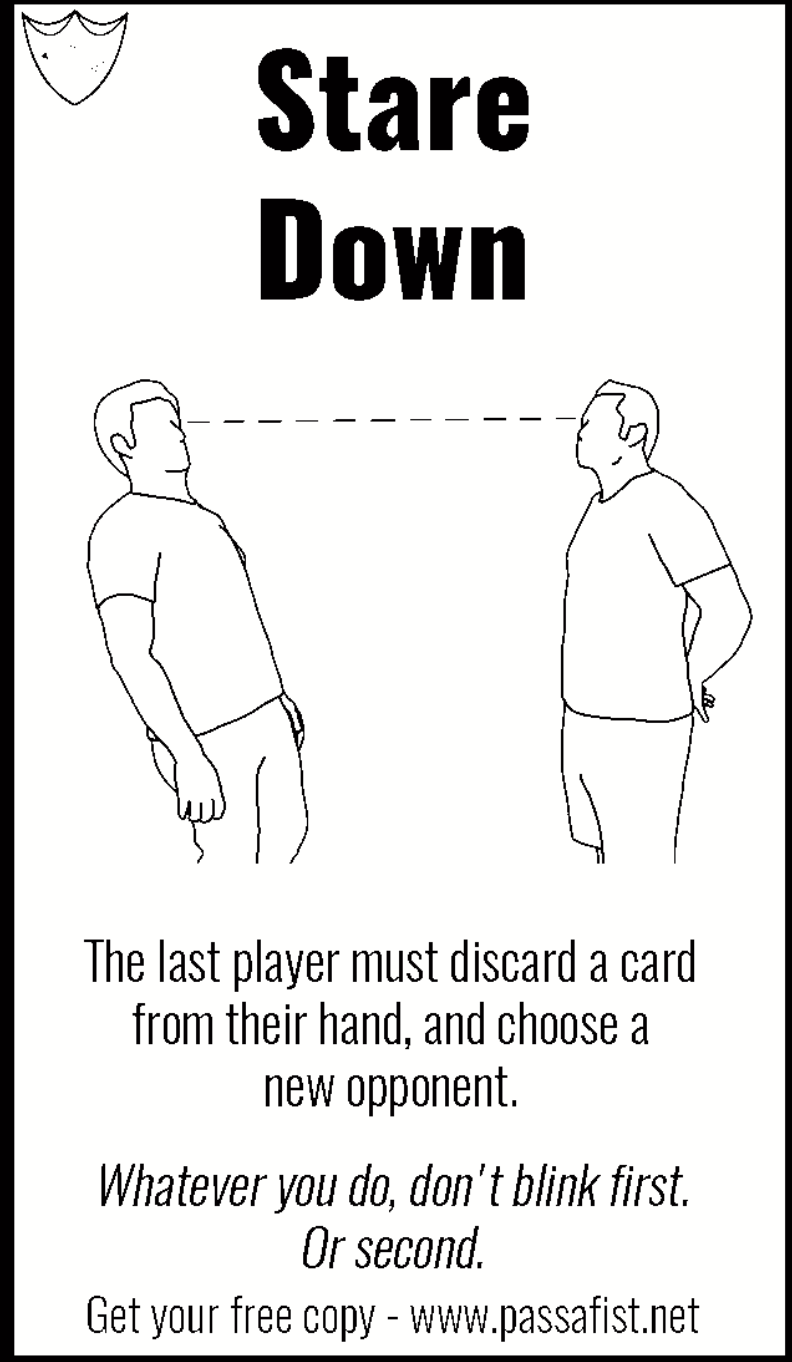 Stare
Down
The last player must discard a card
from their hand, and choose a
new opponent.
Whatever you do, don't blink first.
Or second.
Get your free copy - www.passafist.net